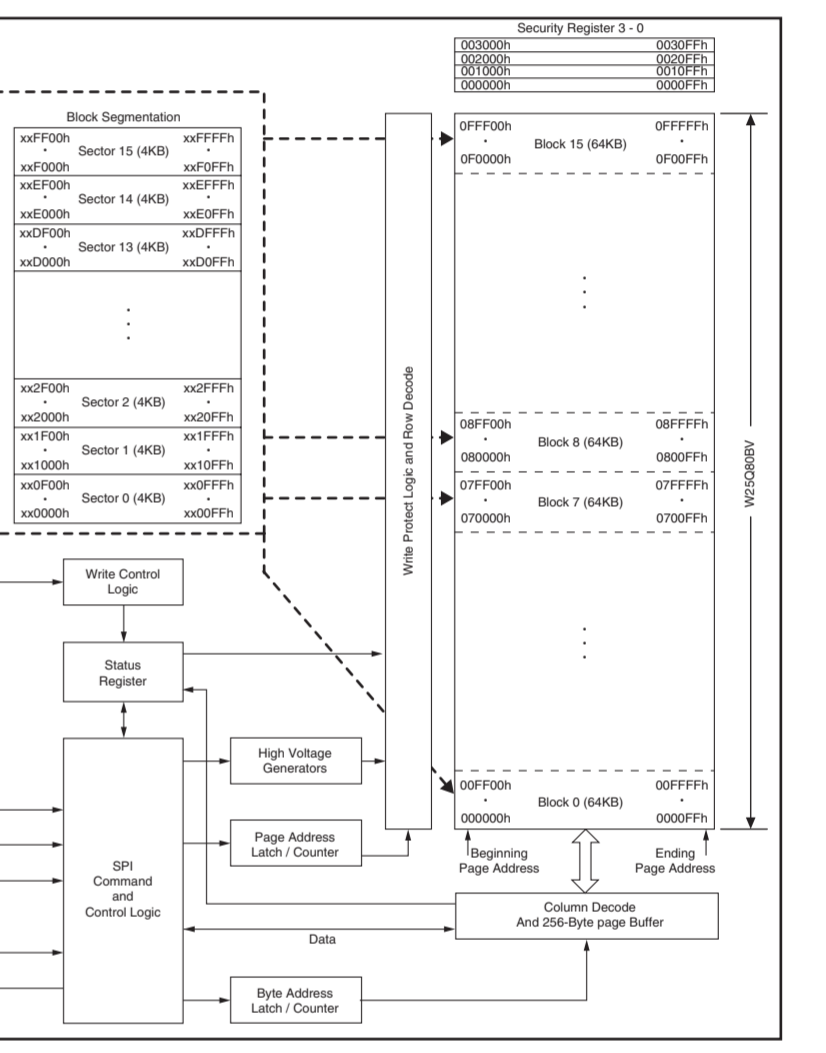 Security Register 3 - 0
003000h 0030FFh
002000h 0020FFh
001000h 0010FFh
000000h 0000FFh
Block Segmentation
xxFF00h xxFFFFh
Sector 15 (4KB)
xxF000h xxF0FFh
xxEF00h xxEFFFh
Sector 14 (4KB)
xxE000h xxE0FFh
xxDF00h xxDFFFh
Sector 13 (4KB)
xxD000h xxD0FFh
xx2F00h xx2FFFh
Sector 2 (4KB)
xx2000h xx20FFh
xx1F00h xx1FFFh
Sector 1 (4KB)
xx1000h xx10FFh
xx0F00h xx0FFFh
Sector 0 (4KB)
xx0000h xx00FFh
Write Protect Logic and Row Decode
0FFF00h 0FFFFFh
Block 15 (64KB)
0F0000h 0F00FFh
08FF00h 08FFFFh
Block 8 (64KB)
080000h 0800FFh
07FF00h 07FFFFh
Block 7 (64KB)
070000h 0700FFh
00FF00h 00FFFFh
Block 0 (64KB)
000000h 0000FFh
W25Q80BV
Beginning
Page Address
Ending
Page Address
Write Control
Logic
Status
Register
High Voltage
Generators
Page Address
Latch / Counter
SPI
Command
and
Control Logic
Column Decode
And 256-Byte page Buffer
Data
Byte Address
Latch / Counter